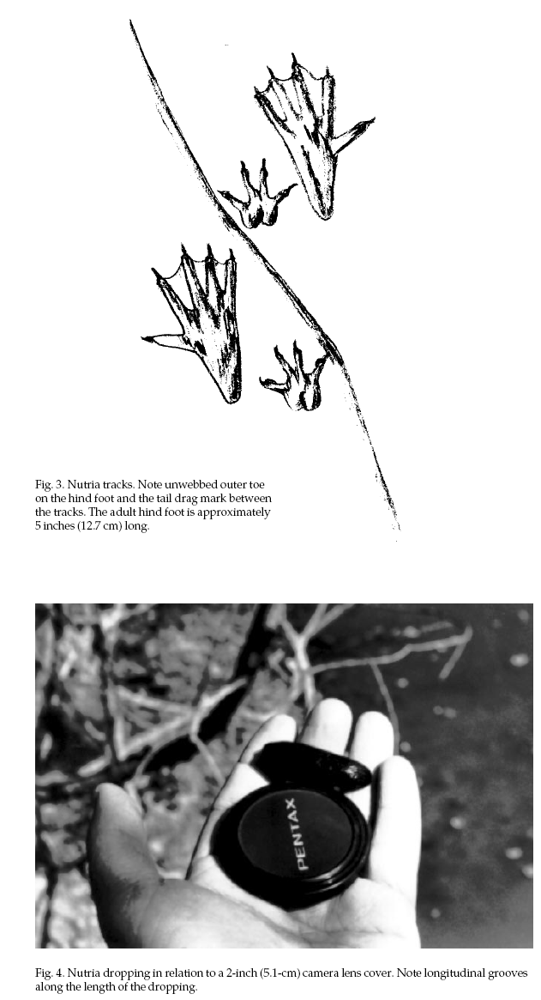 Fig. 3. Nutria tracks. Note unwebbed outer toe
on the hind foot and the tail drag mark between
the tracks. The adult hind foot is approximately
5 inches (12.7 cm) long.
PENTAX
Fig. 4. Nutria dropping in relation to a 2-inch (5.1-cm) camera lens cover. Note longitudinal grooves
along the length of the dropping.